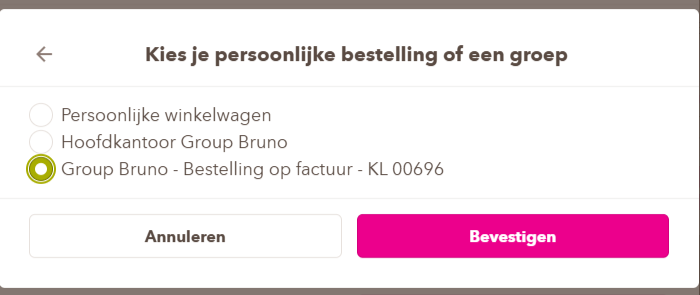 Kies je persoonlijke bestelling of een groep
Persoonlijke winkelwagen
Hoofdkantoor Group Bruno
Group Bruno - Bestelling op factuur - KL 00696
Annuleren
Bevestigen